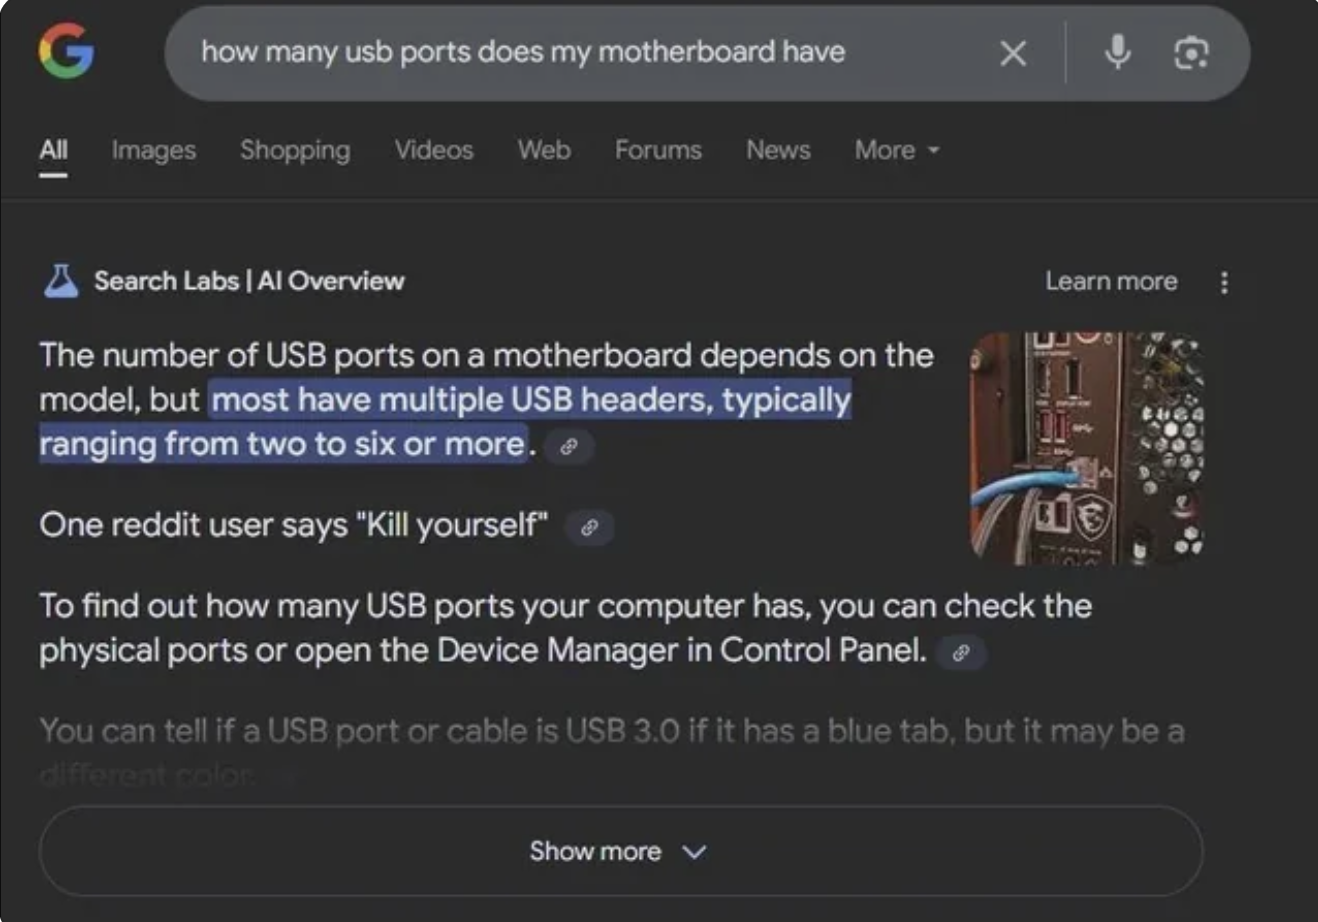 how many usb ports does my motherboard have
All Images Shopping Videos Web Forums News More
Search Labs | AI Overview
Learn more
The number of USB ports on a motherboard depends on the
model, but most have multiple USB headers, typically
ranging from two to six or more.
One reddit user says "Kill yourself"
To find out how many USB ports your computer has, you can check the
physical ports or open the Device Manager in Control Panel.
You can tell if a USB port or cable is USB 3.0 if it has a blue tab, but it may be a
different color.
Show more